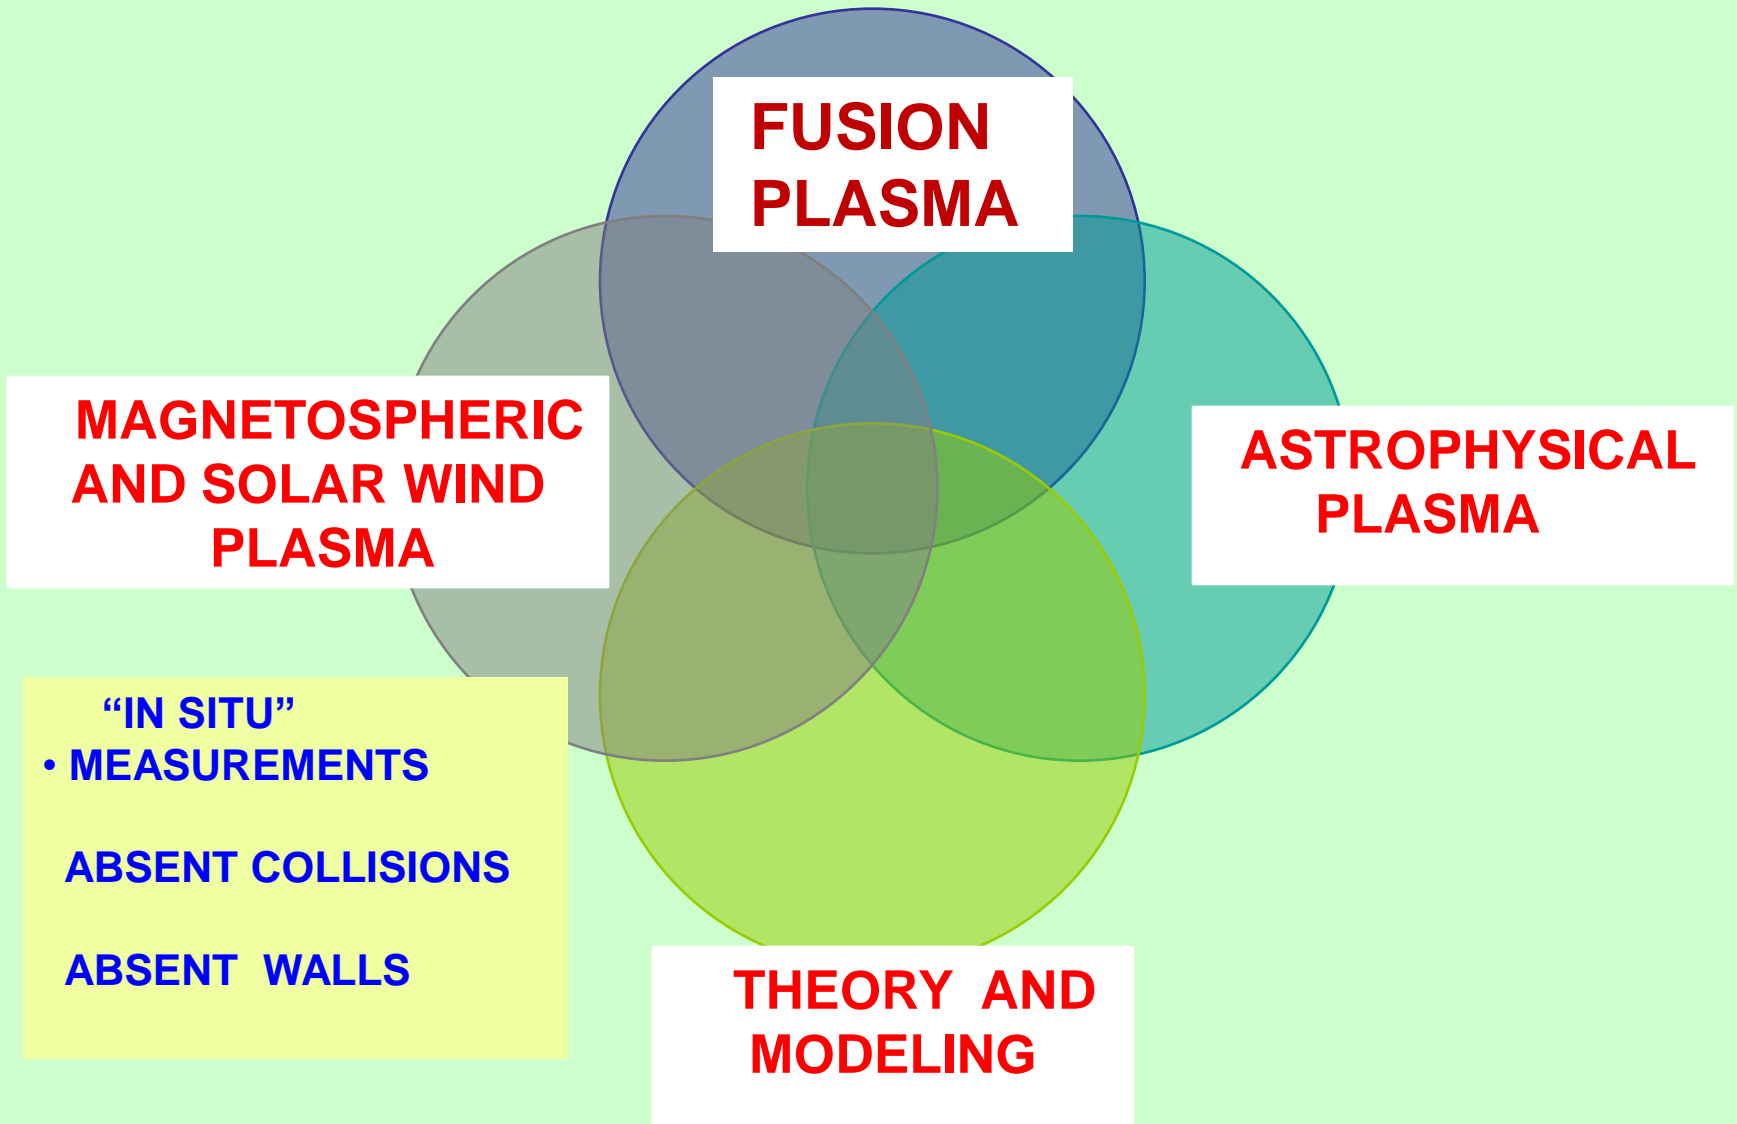 FUSION
PLASMA
MAGNETOSPHERIC
AND SOLAR WIND
PLASMA
ASTROPHYSICAL
PLASMA
“IN SITU”
• MEASUREMENTS
ABSENT COLLISIONS
ABSENT WALLS
THEORY AND
MODELING